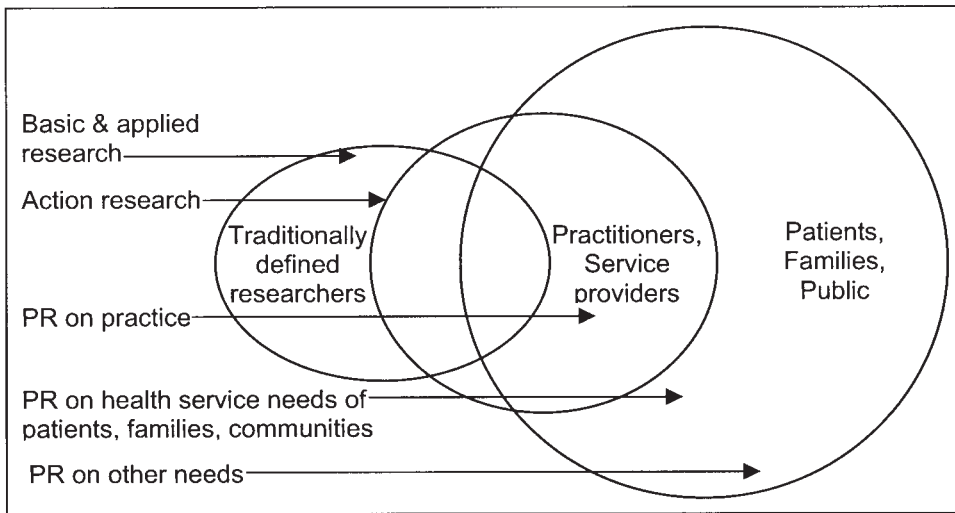 Basic & applied
research
Action research
Traditionally
defined
researchers
Practitioners,
Service
providers
Patients,
Families,
Public
PR on practice
PR on health service needs of
patients, families, communities
PR on other needs